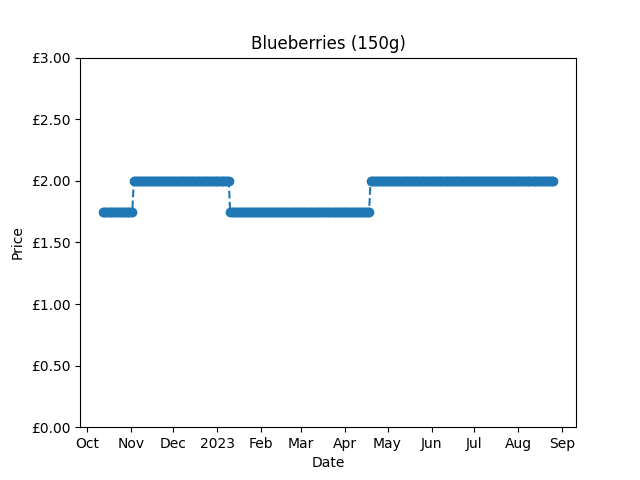 Blueberries (150g)
£3.00
£2.50
£2.00
£1.50
£1.00
£0.50
£0.00
Price
Oct Nov Dec 2023 Feb Mar Apr May Jun Jul Aug Sep
Date